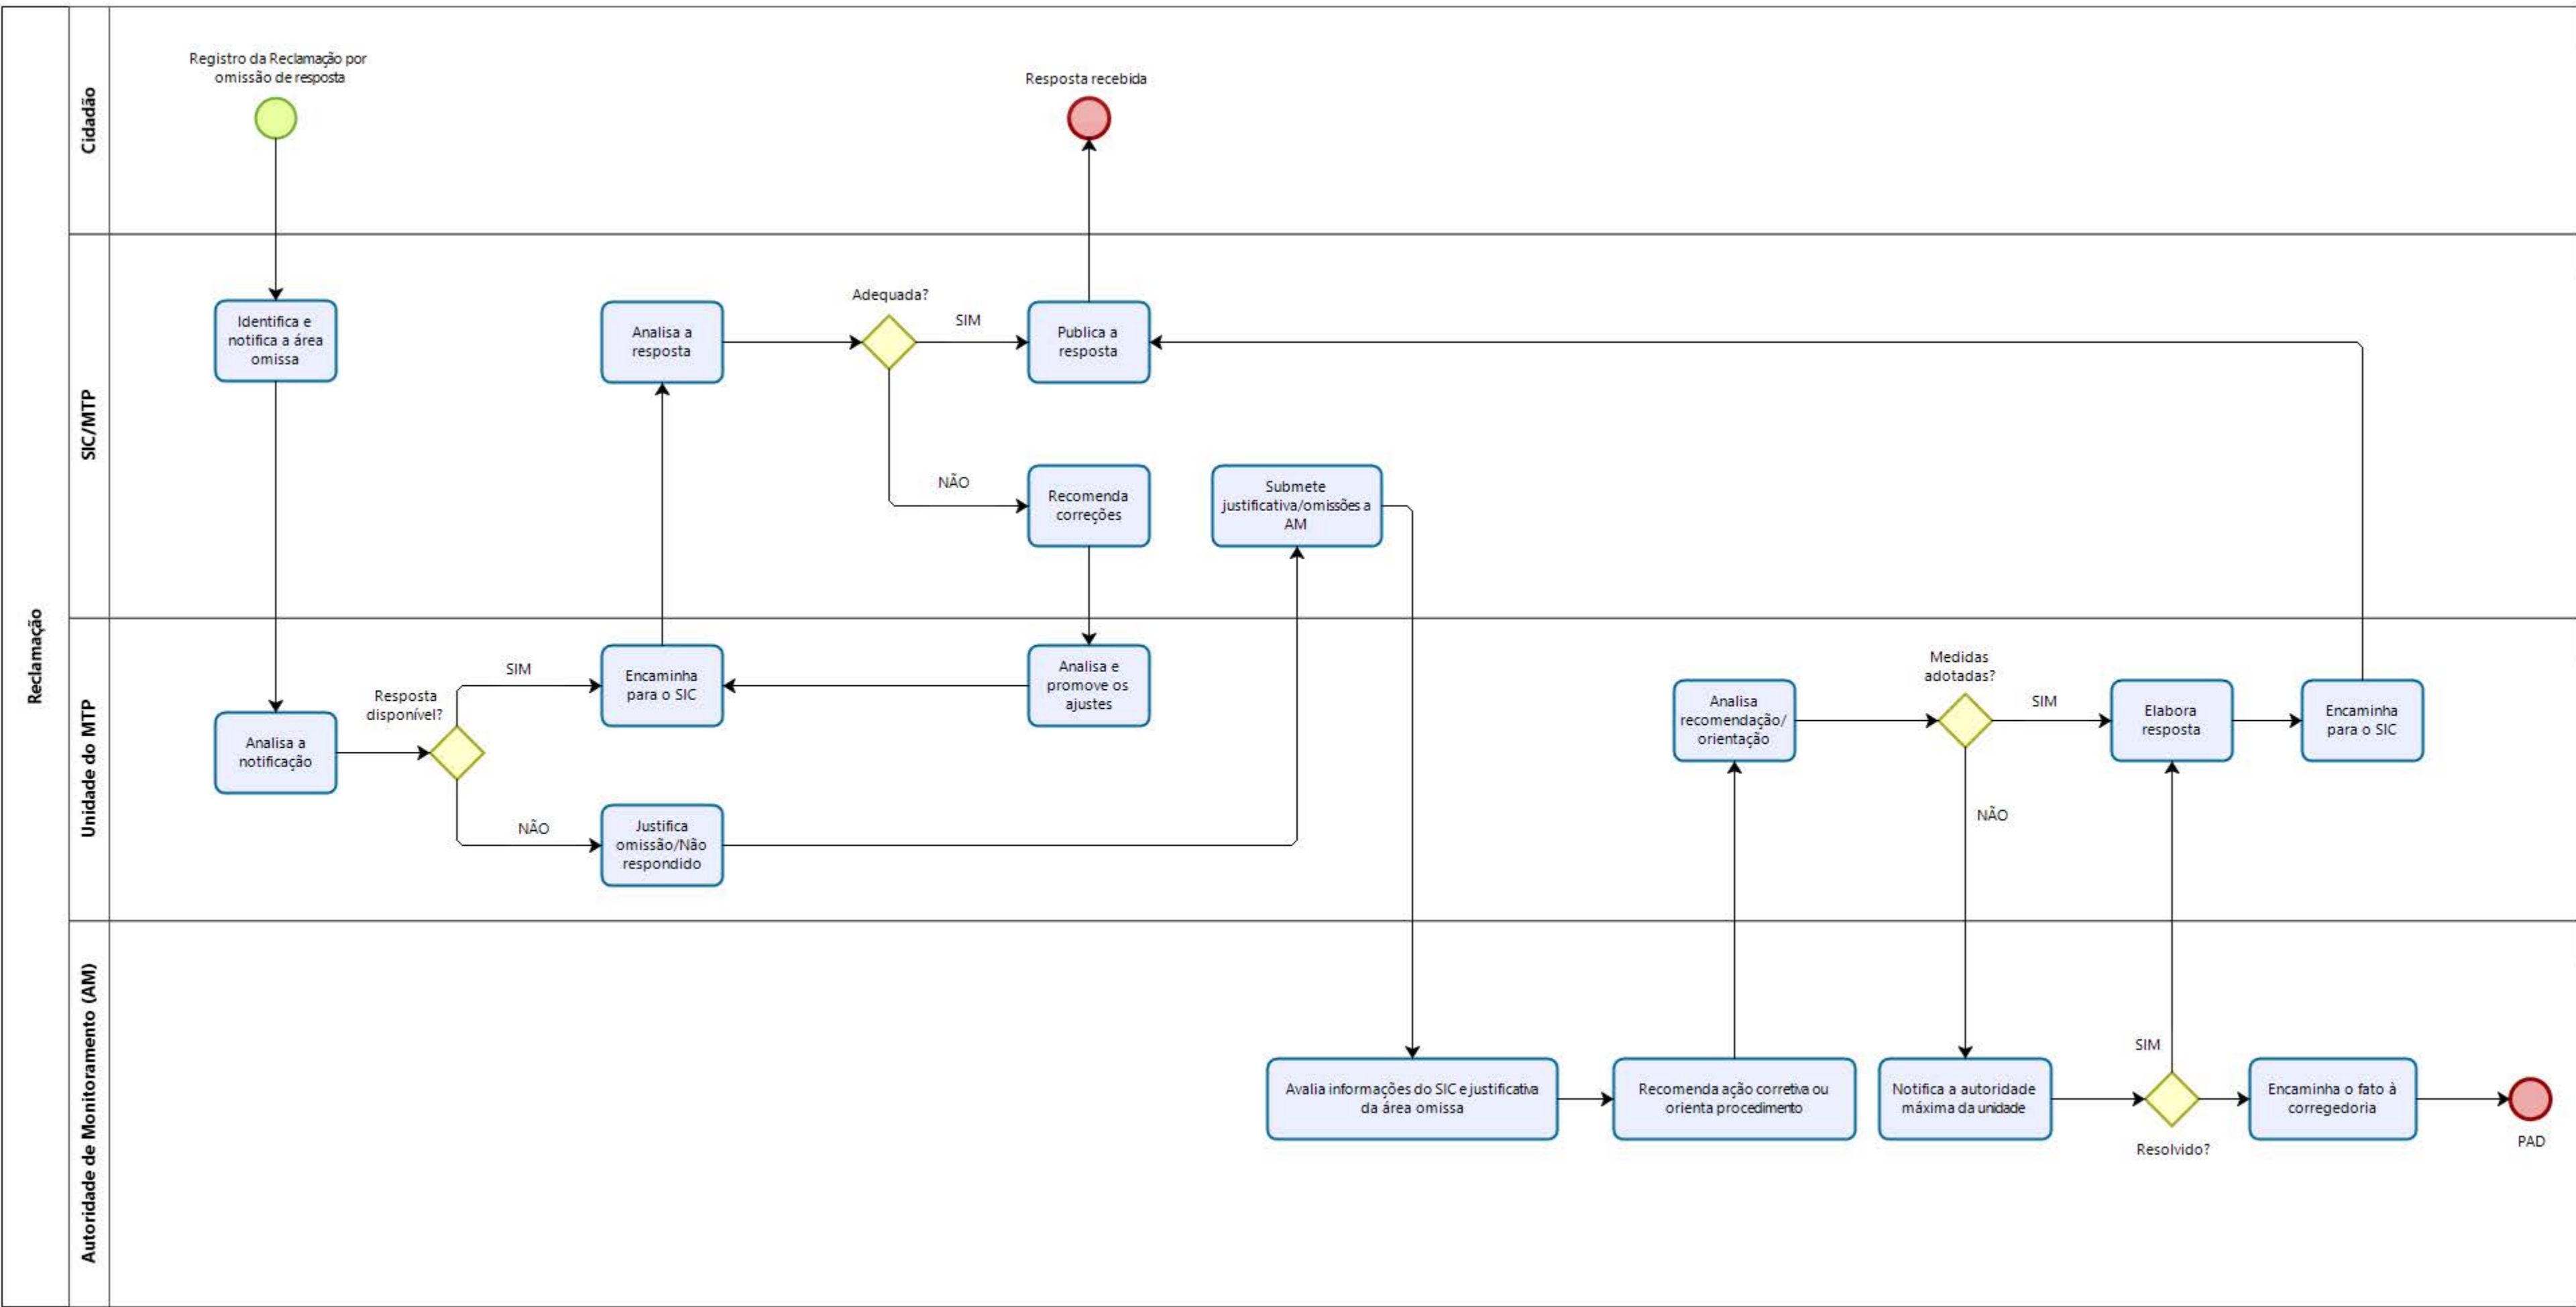 Reclamação
Cidadão
Registro da Reclamação por
omissão de resposta
Resposta recebida
SIC/MTP
Identifica e
notifica a área
omissa
Analisa a
resposta
Adequada?
SIM
Publica a
resposta
NÃO
Recomenda
correções
Submete
justificativa/omissões a
AM
Unidade do MTP
Analisa a
notificação
Resposta
disponível?
SIM
Encaminha
para o SIC
Analisa e
promove os
ajustes
NÃO
Justifica
omissão/Não
respondido
Analisa
recomendação/
orientação
Medidas
adotadas?
SIM
Elabora
resposta
Encaminha
para o SIC
NÃO
Autoridade de Monitoramento (AM)
Avalia informações do SIC e justificativa
da área omissa
Recomenda ação corretiva ou
orienta procedimento
Notifica a autoridade
máxima da unidade
SIM
Resolvido?
Encaminha o fato à
corregedoria
PAD